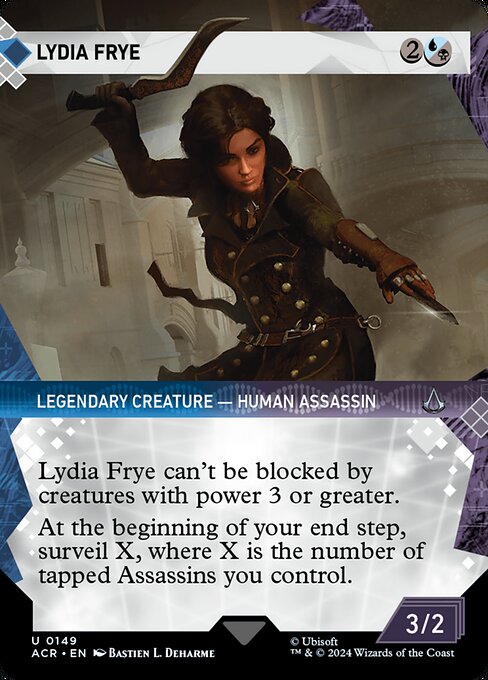 LYDIA FRYE 2
LEGENDARY CREATURE — HUMAN ASSASSIN
Lydia Frye can't be blocked by
creatures with power 3 or greater.
At the beginning of your end step,
surveil X, where X is the number of
tapped Assassins you control.
3/2
U 0149
ACR • EN Bastien L. Deharme
© Ubisoft
™ & © 2024 Wizards of the Coast